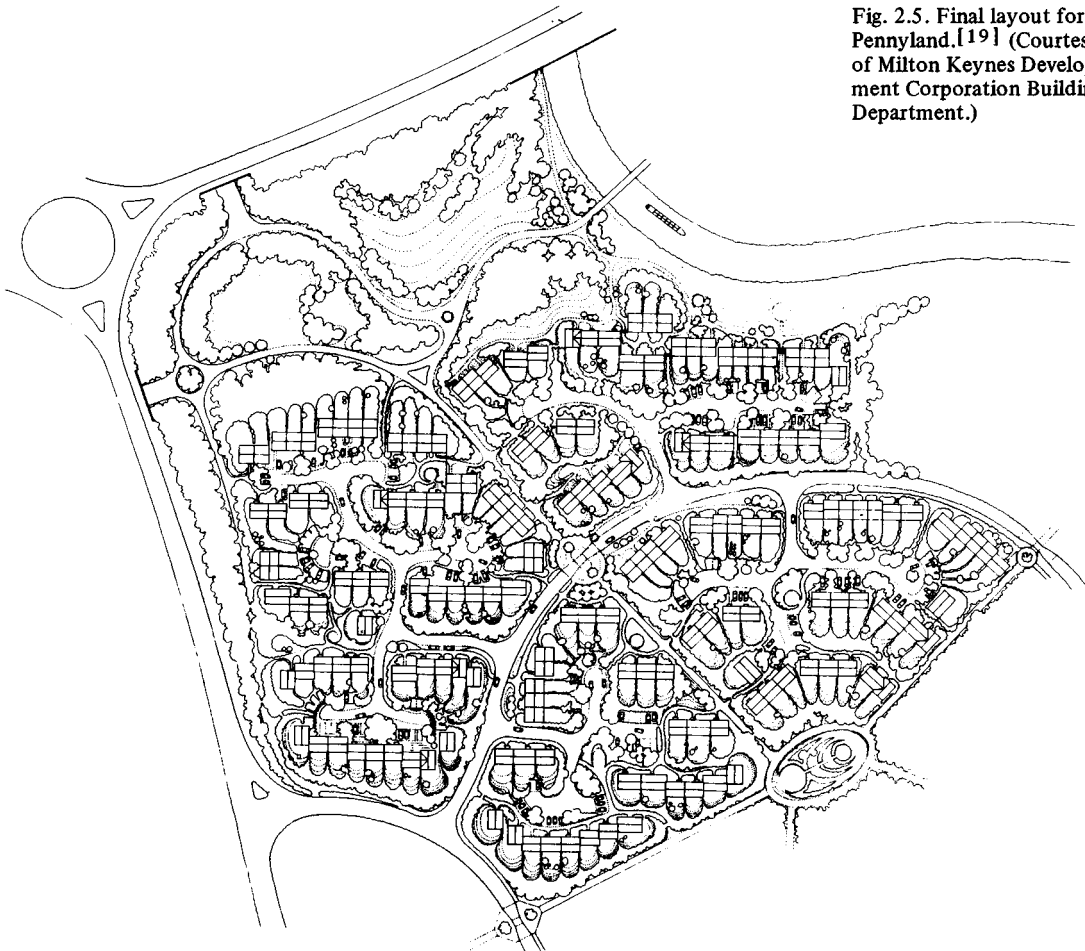 Fig. 2.5. Final layout for
Pennyland.[19] (Courtes
of Milton Keynes Develo
ment Corporation Buildin
Department.)